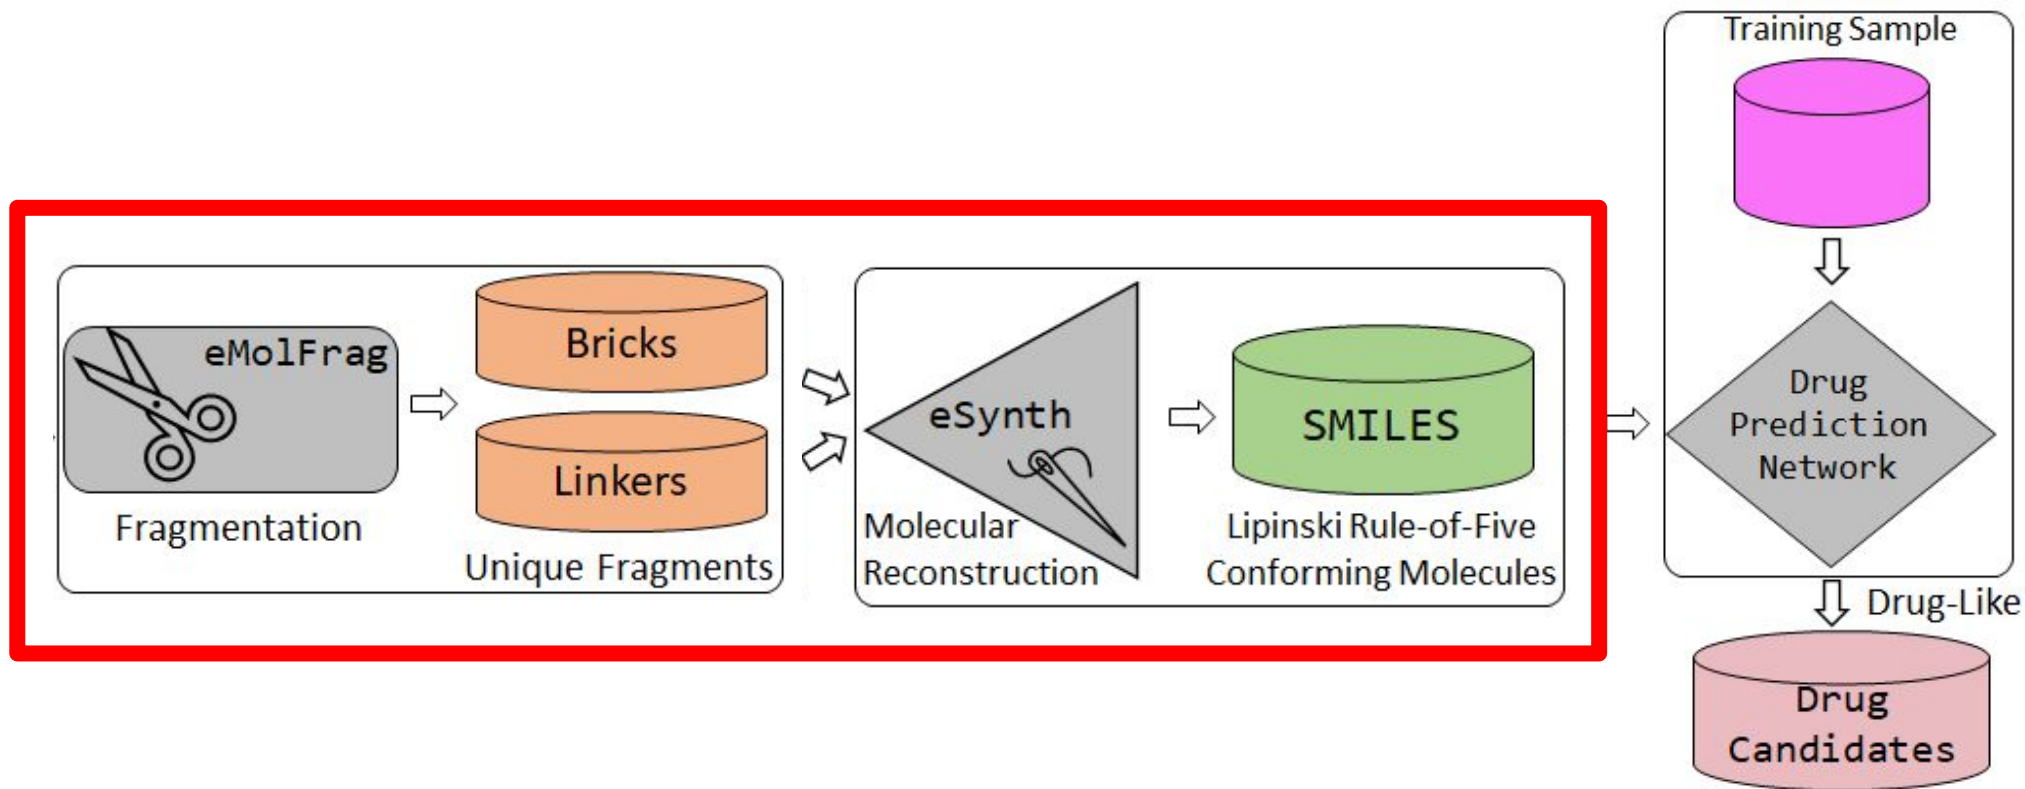 eMolFrag
Fragmentation
Bricks
Linkers
Unique Fragments
eSynth
Molecular
Reconstruction
SMILES
Lipinski Rule-of-Five
Conforming Molecules
Training Sample
Drug
Prediction
Network
Drug-Like
Drug
Candidates